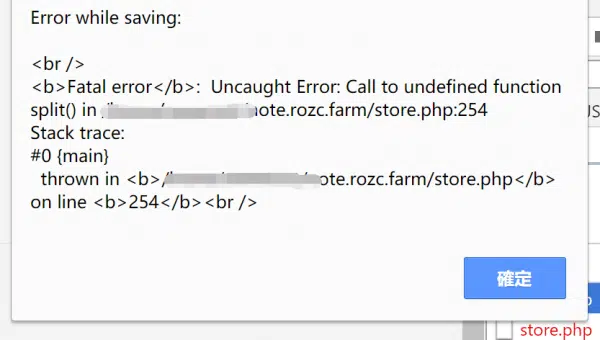 Error while saving:
<br />
<b>Fatal error</b>:  Uncaught Error: Call to undefined function
split() in note.rozc.farm/store.php:254
Stack trace:
#0 {main}
  thrown in <b>/ote.rozc.farm/store.php</b>
on line <b>254</b><br />
確定
store.php